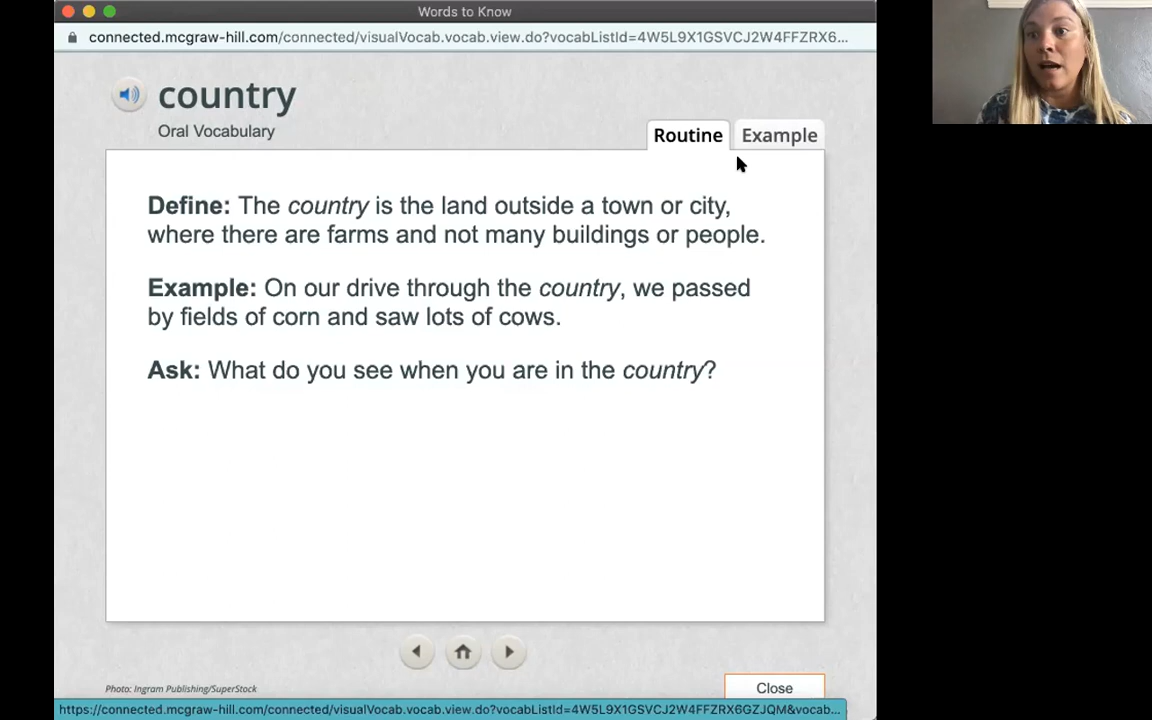 Words to Know
connected.mcgraw-hill.com/connected/visualVocab.vocab.view.do?vocabListId=4W5L9X1GSVCJ2W4FFZRX6...
country
Oral Vocabulary
Routine Example
Define: The country is the land outside a town or city,
where there are farms and not many buildings or people.
Example: On our drive through the country, we passed
by fields of corn and saw lots of cows.
Ask: What do you see when you are in the country?
Photo: Ingram Publishing/SuperStock
Close
https://connected.mcgraw-hill.com/connected/visualVocab.vocab.view.do?vocabListId=4W5L9X1GSVCJ2W4FFZRX6GZJQM&vocab...